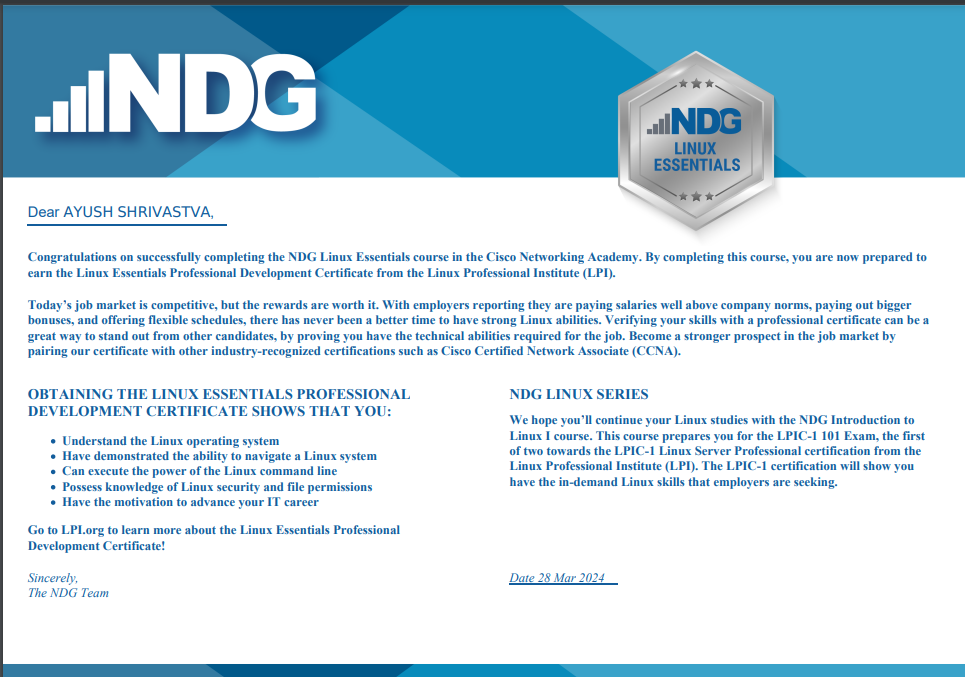 NDG
NDG
LINUX
ESSENTIALS
Dear AYUSH SHRIVASTVA,
Congratulations on successfully completing the NDG Linux Essentials course in the Cisco Networking Academy. By completing this course, you are now prepared to
earn the Linux Essentials Professional Development Certificate from the Linux Professional Institute (LPI).
Today’s job market is competitive, but the rewards are worth it. With employers reporting they are paying salaries well above company norms, paying out bigger
bonuses, and offering flexible schedules, there has never been a better time to have strong Linux abilities. Verifying your skills with a professional certificate can be a
great way to stand out from other candidates, by proving you have the technical abilities required for the job. Become a stronger prospect in the job market by
pairing our certificate with other industry-recognized certifications such as Cisco Certified Network Associate (CCNA).
OBTAINING THE LINUX ESSENTIALS PROFESSIONAL
DEVELOPMENT CERTIFICATE SHOWS THAT YOU:
• Understand the Linux operating system
• Have demonstrated the ability to navigate a Linux system
• Can execute the power of the Linux command line
• Possess knowledge of Linux security and file permissions
• Have the motivation to advance your IT career
Go to LPI.org to learn more about the Linux Essentials Professional
Development Certificate!
Sincerely,
The NDG Team
NDG LINUX SERIES
We hope you’ll continue your Linux studies with the NDG Introduction to
Linux I course. This course prepares you for the LPIC-1 101 Exam, the first
of two towards the LPIC-1 Linux Server Professional certification from the
Linux Professional Institute (LPI). The LPIC-1 certification will show you
have the in-demand Linux skills that employers are seeking.
Date 28 Mar 2024